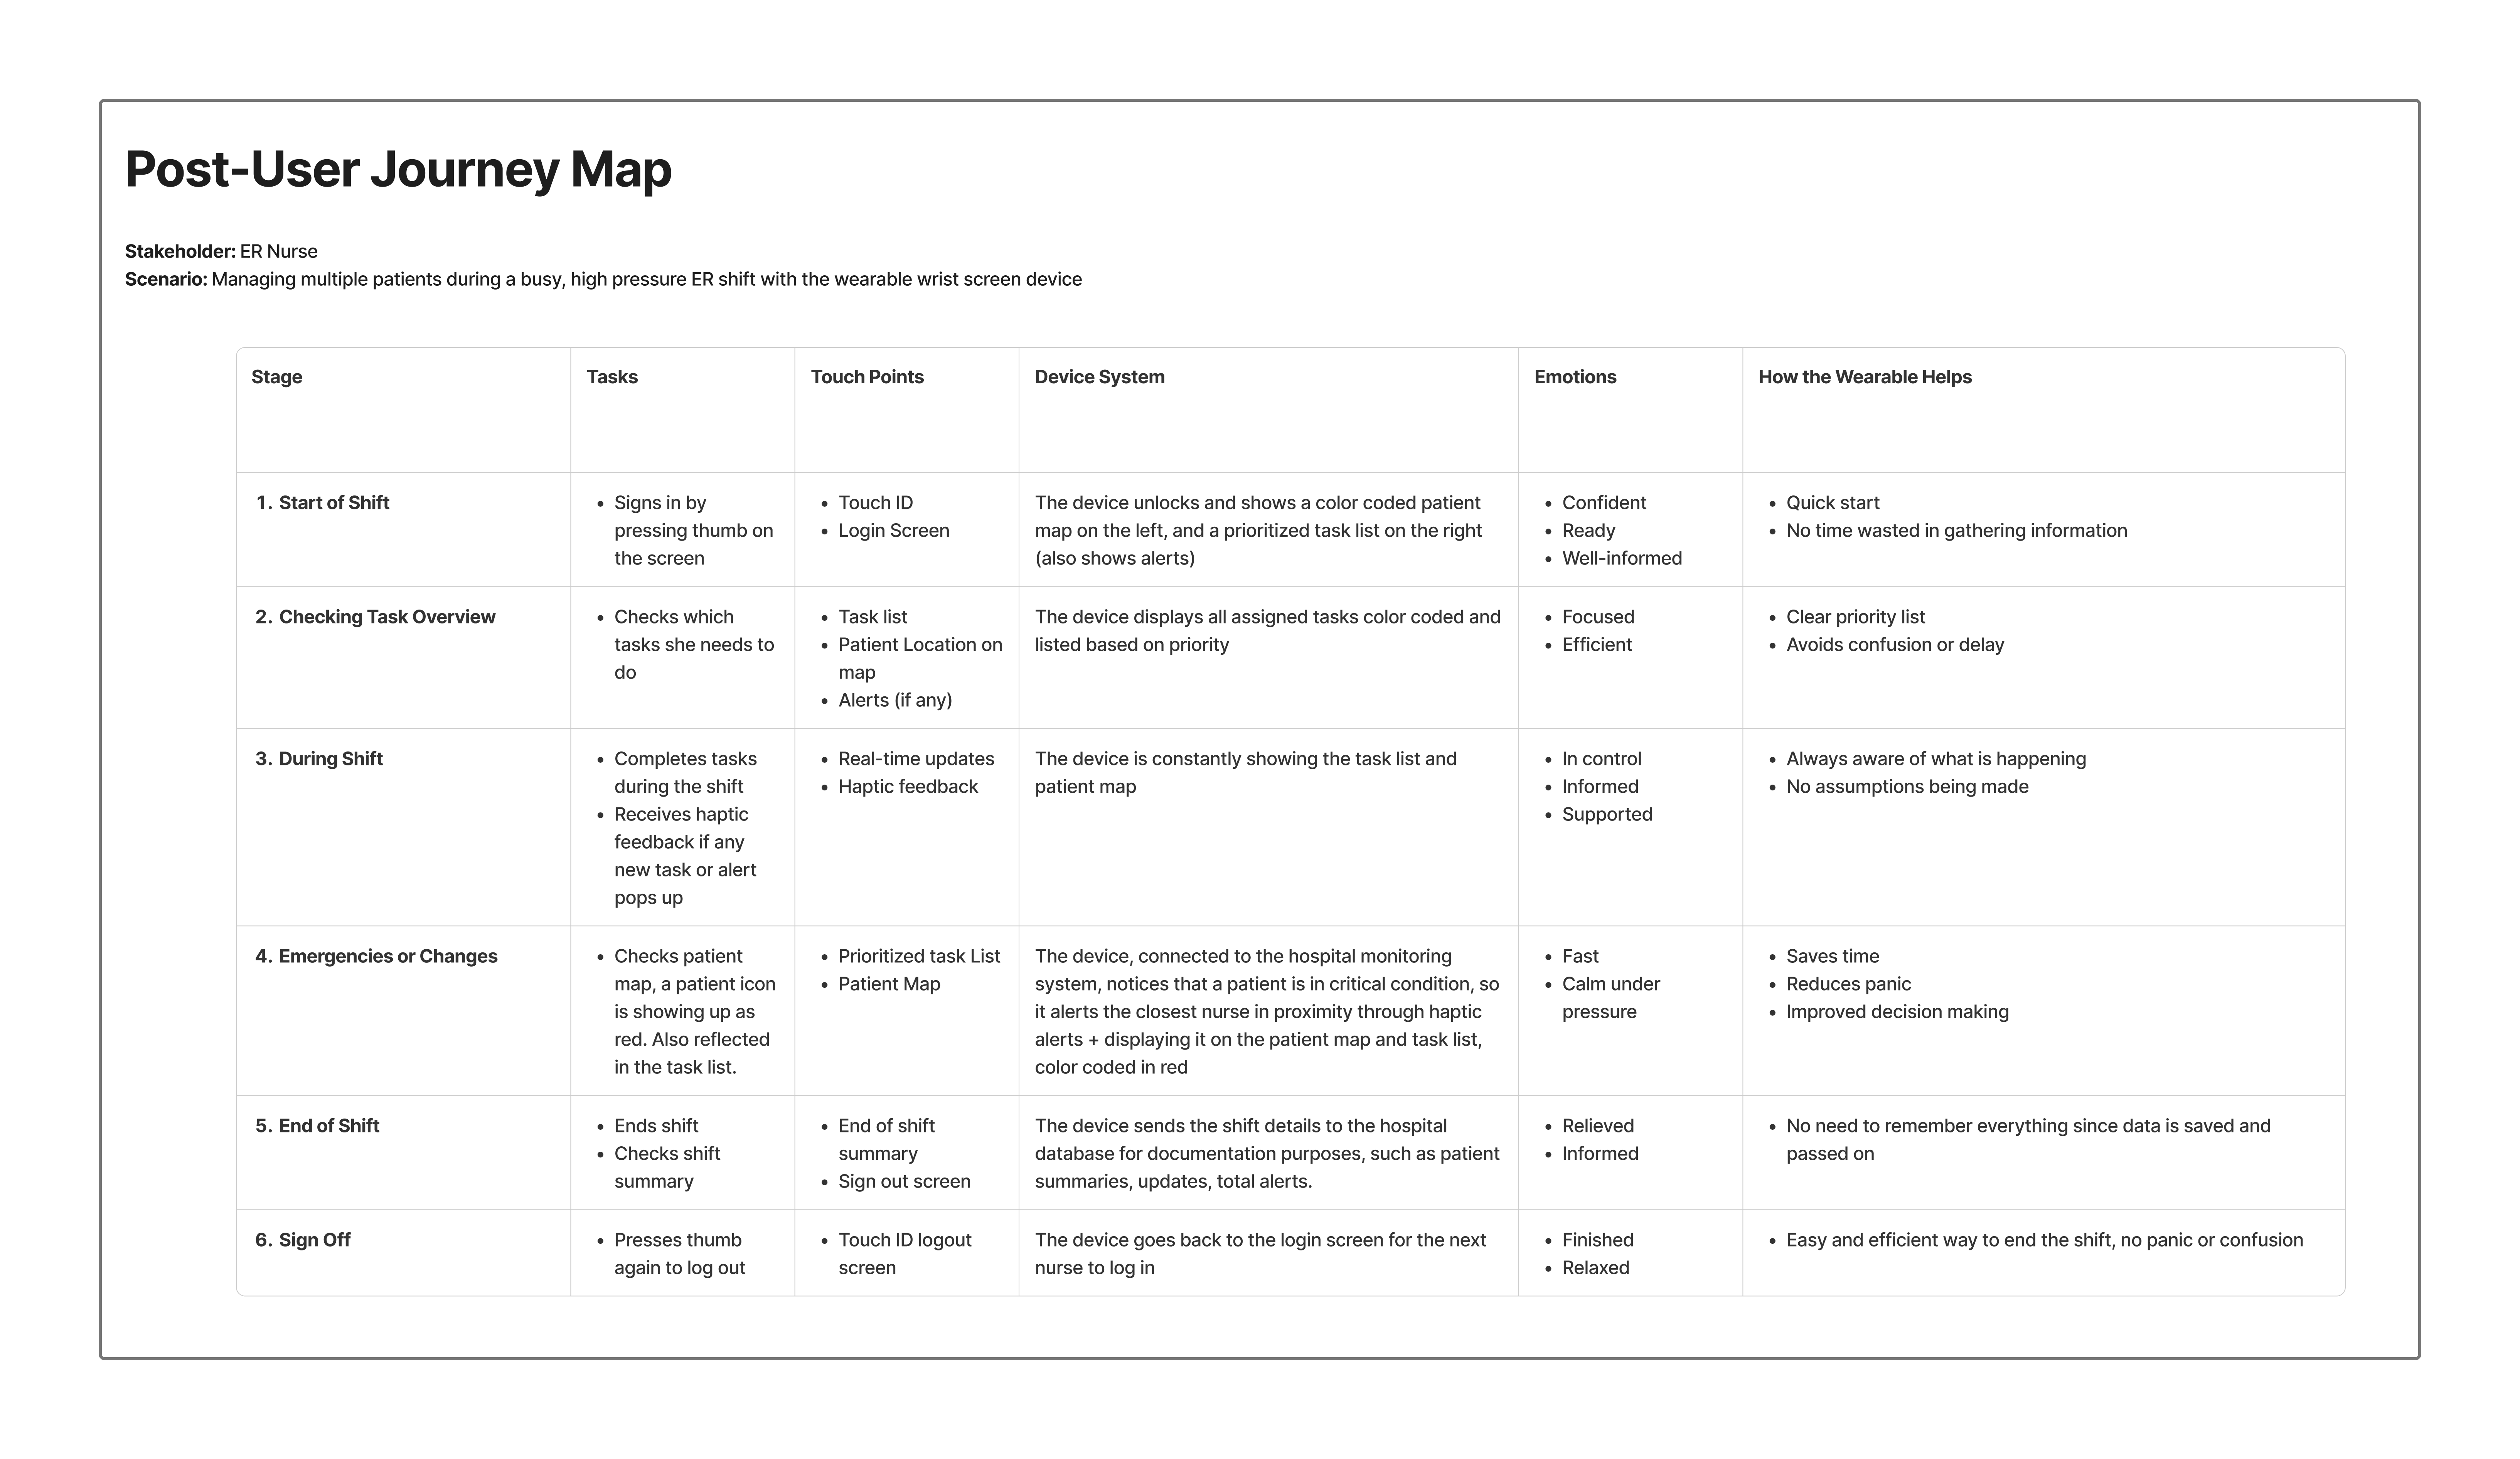 Post-User Journey Map
Stakeholder: ER Nurse
Scenario: Managing multiple patients during a busy, high pressure ER shift with the wearable wrist screen device
Stage
Tasks
Touch Points
Device System
Emotions
How the Wearable Helps
1. Start of Shift
• Signs in by
pressing thumb on
the screen
• Touch ID
• Login Screen
The device unlocks and shows a color coded patient
map on the left, and a prioritized task list on the right
(also shows alerts)
• Confident
• Ready
• Well-informed
• Quick start
• No time wasted in gathering information
2. Checking Task Overview
• Checks which
tasks she needs to
do
• Task list
• Patient Location on
map
• Alerts (if any)
The device displays all assigned tasks color coded and
listed based on priority
• Focused
• Efficient
• Clear priority list
• Avoids confusion or delay
3. During Shift
• Completes tasks
during the shift
• Receives haptic
feedback if any
new task or alert
pops up
• Real-time updates
• Haptic feedback
The device is constantly showing the task list and
patient map
• In control
• Informed
• Supported
• Always aware of what is happening
• No assumptions being made
4. Emergencies or Changes
• Checks patient
map, a patient icon
is showing up as
red. Also reflected
in the task list.
• Prioritized task List
• Patient Map
The device, connected to the hospital monitoring
system, notices that a patient is in critical condition, so
it alerts the closest nurse in proximity through haptic
alerts + displaying it on the patient map and task list,
color coded in red
• Fast
• Calm under
pressure
• Saves time
• Reduces panic
• Improved decision making
5. End of Shift
• Ends shift
• Checks shift
summary
• End of shift
summary
• Sign out screen
The device sends the shift details to the hospital
database for documentation purposes, such as patient
summaries, updates, total alerts.
• Relieved
• Informed
• No need to remember everything since data is saved and
passed on
6. Sign Off
• Presses thumb
again to log out
• Touch ID logout
screen
The device goes back to the login screen for the next
nurse to log in
• Finished
• Relaxed
• Easy and efficient way to end the shift, no panic or confusion